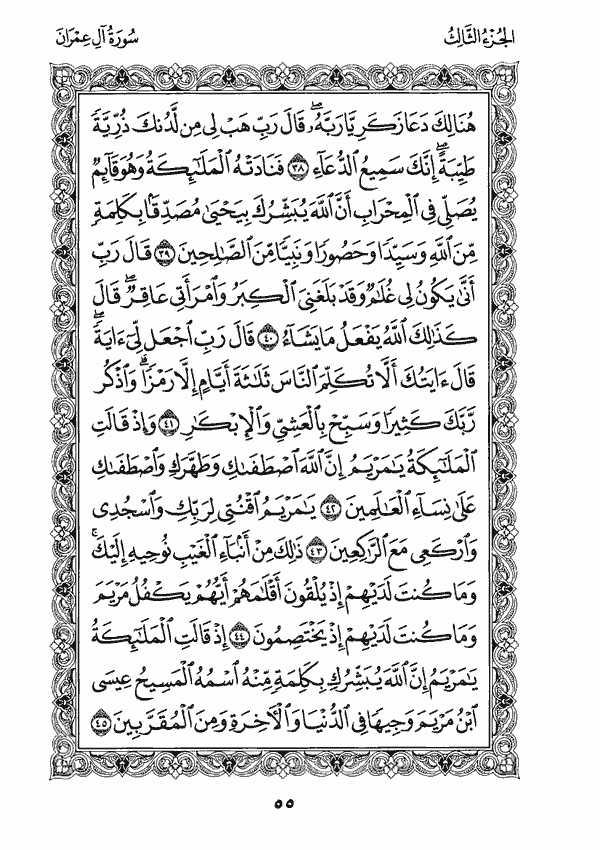 الجُزْءُ الثَّالِثُ
سُورَةُ آلِ عِمْرَانَ
هُنَالِكَ دَعَا زَكَرِيَّا رَبَّهُۥۖ قَالَ رَبِّ هَبْ لِى مِن لَّدُنكَ ذُرِّيَّةً
طَيِّبَةًۖ إِنَّكَ سَمِيعُ ٱلدُّعَآءِ ٣٨ فَنَادَتْهُ ٱلْمَلَٰٓئِكَةُ وَهُوَ قَآئِمٌ
يُصَلِّى فِى ٱلْمِحْرَابِ أَنَّ ٱللَّهَ يُبَشِّرُكَ بِيَحْيَىٰ مُصَدِّقًۢا بِكَلِمَةٍ
مِّنَ ٱللَّهِ وَسَيِّدًا وَحَصُورًا وَنَبِيًّا مِّنَ ٱلصَّٰلِحِينَ ٣٩ قَالَ رَبِّ
أَنَّىٰ يَكُونُ لِى غُلَٰمٌ وَقَدْ بَلَغَنِىَ ٱلْكِبَرُ وَٱمْرَأَتِى عَاقِرٌۖ قَالَ
كَذَٰلِكَ ٱللَّهُ يَفْعَلُ مَا يَشَآءُ ٤٠ قَالَ رَبِّ ٱجْعَل لِّىٓ ءَايَةًۖ
قَالَ ءَايَتُكَ أَلَّا تُكَلِّمَ ٱلنَّاسَ ثَلَٰثَةَ أَيَّامٍ إِلَّا رَمْزًاۗ وَٱذْكُر
رَّبَّكَ كَثِيرًا وَسَبِّحْ بِٱلْعَشِىِّ وَٱلْإِبْكَٰرِ ٤١ وَإِذْ قَالَتِ
ٱلْمَلَٰٓئِكَةُ يَٰمَرْيَمُ إِنَّ ٱللَّهَ ٱصْطَفَىٰكِ وَطَهَّرَكِ وَٱصْطَفَىٰكِ
عَلَىٰ نِسَآءِ ٱلْعَٰلَمِينَ ٤٢ يَٰمَرْيَمُ ٱقْنُتِى لِرَبِّكِ وَٱسْجُدِى
وَٱرْكَعِى مَعَ ٱلرَّٰكِعِينَ ٤٣ ذَٰلِكَ مِنْ أَنۢبَآءِ ٱلْغَيْبِ نُوحِيهِ إِلَيْكَۚ
وَمَا كُنتَ لَدَيْهِمْ إِذْ يُلْقُونَ أَقْلَٰمَهُمْ أَيُّهُمْ يَكْفُلُ مَرْيَمَ
وَمَا كُنتَ لَدَيْهِمْ إِذْ يَخْتَصِمُونَ ٤٤ إِذْ قَالَتِ ٱلْمَلَٰٓئِكَةُ
يَٰمَرْيَمُ إِنَّ ٱللَّهَ يُبَشِّرُكِ بِكَلِمَةٍ مِّنْهُ ٱسْمُهُ ٱلْمَسِيحُ عِيسَى
ٱبْنُ مَرْيَمَ وَجِيهًا فِى ٱلدُّنْيَا وَٱلْءَاخِرَةِ وَمِنَ ٱلْمُقَرَّبِينَ ٤٥
٥٥